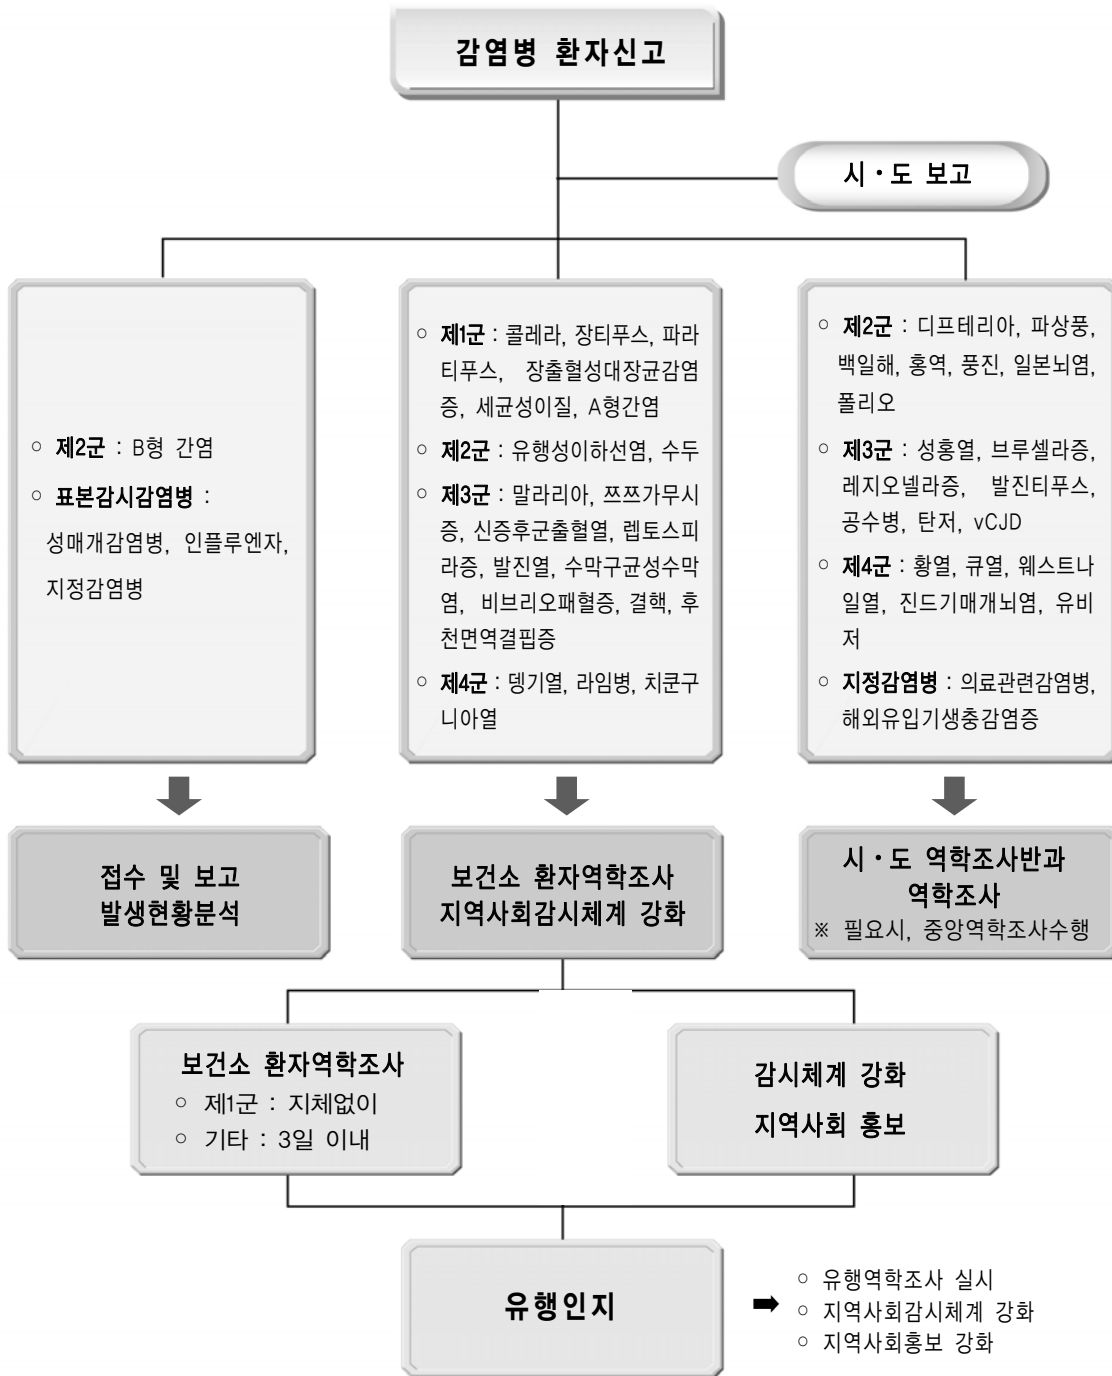 감염병 환자신고
시·도 보고
○ 제2군 : B형 간염
○ 표본감시감염병 :
성매개감염병, 인플루엔자,
지정감염병
○ 제1군 : 콜레라, 장티푸스, 파라
티푸스, 장출혈성대장균감염
증, 세균성이질, A형간염
○ 제2군 : 유행성이하선염, 수두
○ 제3군 : 말라리아, 쯔쯔가무시
증, 신증후군출혈열, 렙토스피
라증, 발진열, 수막구균성수막
염, 비브리오패혈증, 결핵, 후
천면역결핍증
○ 제4군 : 뎅기열, 라임병, 치쿤구
니아열
○ 제2군 : 디프테리아, 파상풍,
백일해, 홍역, 풍진, 일본뇌염,
폴리오
○ 제3군 : 성홍열, 브루셀라증,
레지오넬라증, 발진티푸스,
공수병, 탄저, vCJD
○ 제4군 : 황열, 큐열, 웨스트나
일열, 진드기매개뇌염, 유비
저
○ 지정감염병 : 의료관련감염병,
해외유입기생충감염증
접수 및 보고
발생현황분석
보건소 환자역학조사
지역사회감시체계 강화
시·도 역학조사반과
역학조사
※ 필요시, 중앙역학조사수행
보건소 환자역학조사
○ 제1군 : 지체없이
○ 기타 : 3일 이내
감시체계 강화
지역사회 홍보
유행인지
○ 유행역학조사 실시
○ 지역사회감시체계 강화
○ 지역사회홍보 강화